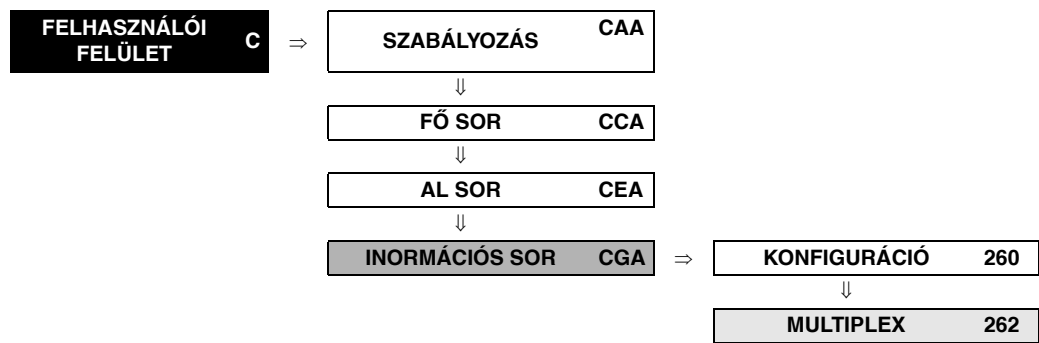 FELHASZNÁLÓI
FELÜLET C ⇒ SZABÁLYOZÁS CAA
⇓
FŐ SOR CCA
⇓
AL SOR CEA
⇓
INORMÁCIÓS SOR CGA ⇒ KONFIGURÁCIÓ 260
⇓
MULTIPLEX 262